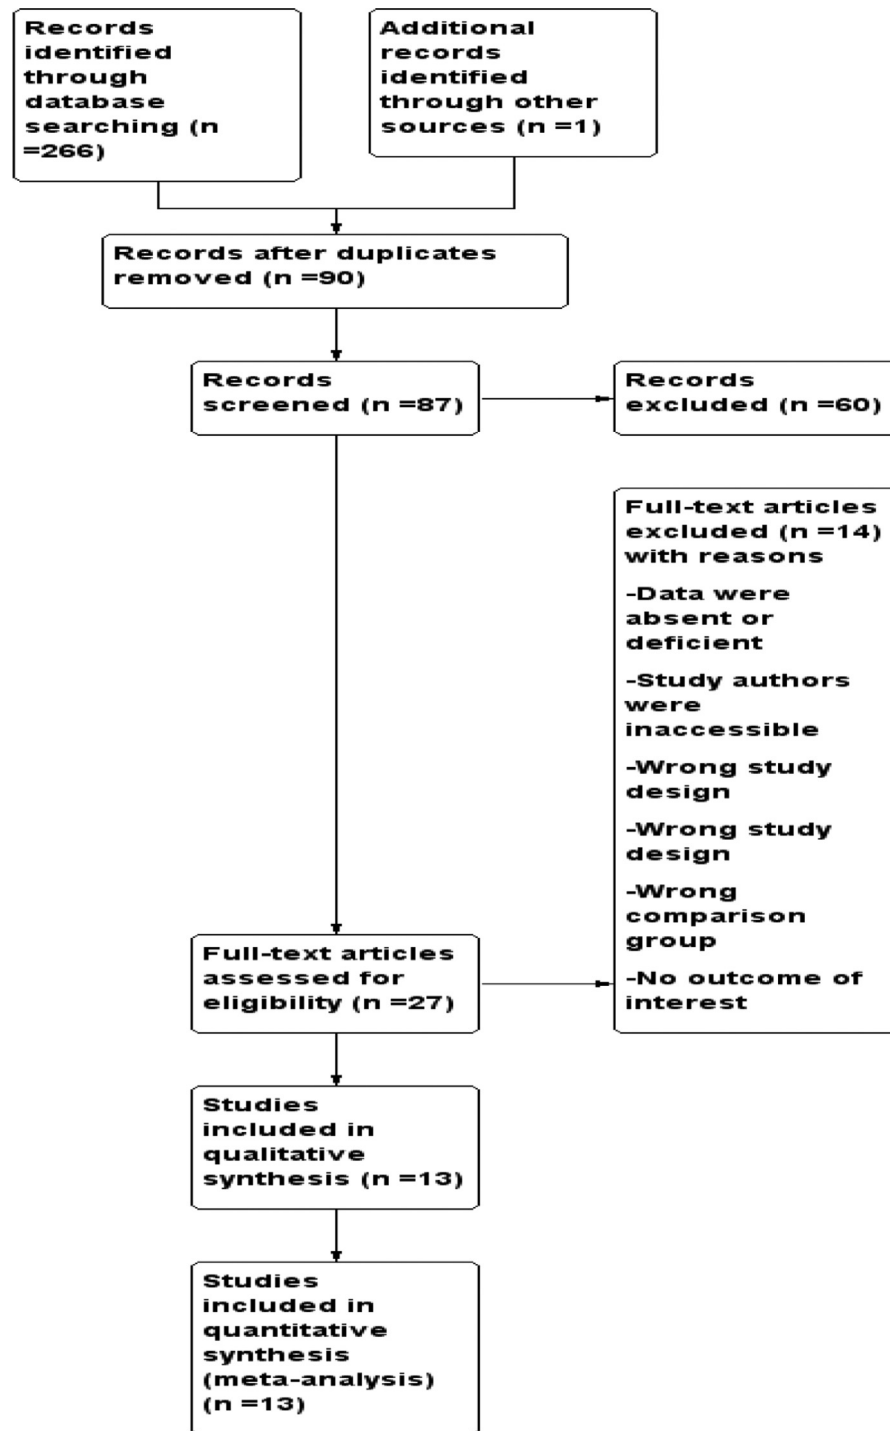 Records
identified
through
database
searching (n
=266)
Additional
records
identified
through other
sources (n =1)
Records after duplicates
removed (n =90)
Records
screened (n =87)
Records
excluded (n =60)
Full-text articles
excluded (n =14)
with reasons
-Data were
absent or
deficient
-Study authors
were
inaccessible
-Wrong study
design
-Wrong study
design
-Wrong
comparison
group
-No outcome of
interest
Full-text articles
assessed for
eligibility (n =27)
Studies
included in
qualitative
synthesis (n =13)
Studies
included in
quantitative
synthesis
(meta-analysis)
(n =13)